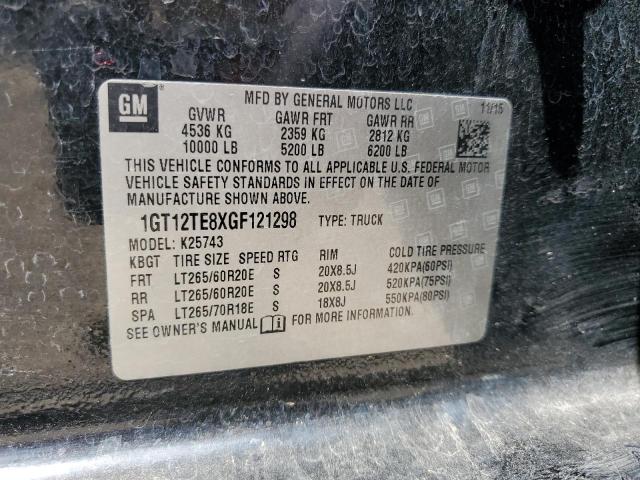 GM
MFD BY GENERAL MOTORS LLC 11/15
GVWR GAWR FRT GAWR RR
4536 KG 2359 KG 2812 KG
10000 LB 5200 LB 6200 LB
THIS VEHICLE CONFORMS TO ALL APPLICABLE U.S. FEDERAL MOTOR
VEHICLE SAFETY STANDARDS IN EFFECT ON THE DATE OF
MANUFACTURE SHOWN ABOVE.
1GT12TE8XGF121298 TYPE: TRUCK
MODEL: K25743
KBGT TIRE SIZE SPEED RTG RIM COLD TIRE PRESSURE
FRT LT265/60R20E S 20X8.5J 420KPA(60PSI)
RR LT265/60R20E S 20X8.5J 520KPA(75PSI)
SPA LT265/70R18E S 18X8J 550KPA(80PSI)
SEE OWNER'S MANUAL FOR MORE INFORMATION.